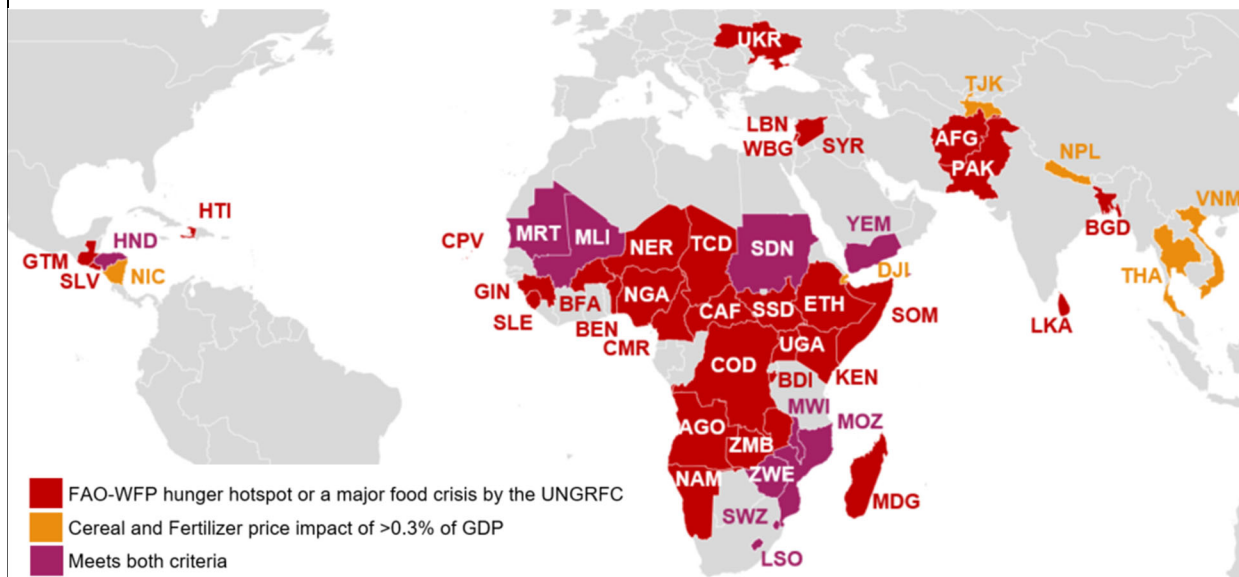 UKR
TJK
LBN
AFG
WBG
SYR
NPL
PAK
VNM
HTI
YEM
BGD
HND
CPV
MRT
MLI
NER
TCD
SDN
GTM
NIC
DJI
THA
SLV
GIN
BFA
NGA
CAF
SSD
ETH
SOM
SLE
BEN
LKA
CMR
UGA
COD
BDI
KEN
MWI
MOZ
AGO
ZMB
NAM
ZWE
MDG
FAO-WFP hunger hotspot or a major food crisis by the UNGRFC
SWZ
Cereal and Fertilizer price impact of >0.3% of GDP
LSO
Meets both criteria